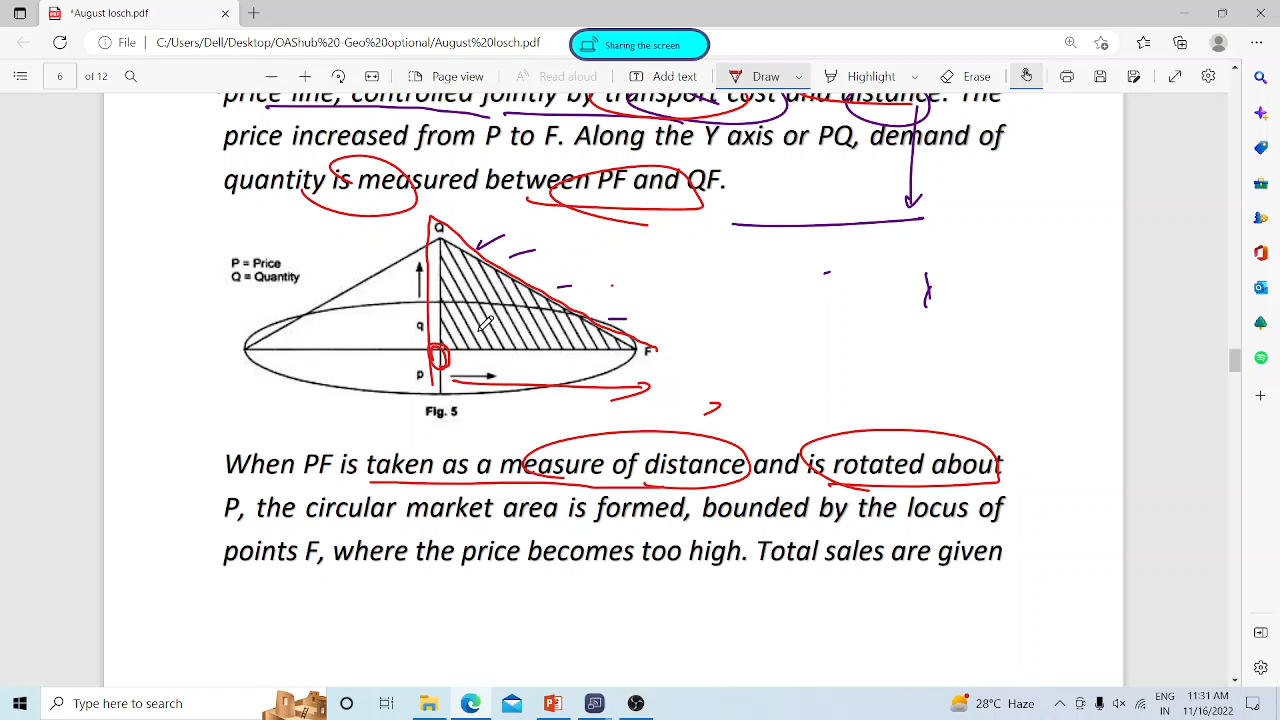 *August losch.pdf
File
C:/Users/Dell/Desktop/OAShub_Geo%20optional/August%20losch.pdf
Sharing the screen
6 of 12
Page view
Read aloud
Add text
Draw
Highlight
Erase
price line, controlled jointly by transport cost and distance. The
price increased from P to F. Along the Y axis or PQ, demand of
quantity is measured between PF and QF.
Q
P = Price
Q = Quantity
q
F
p
Fig. 5
When PF is taken as a measure of distance and is rotated about
P, the circular market area is formed, bounded by the locus of
points F, where the price becomes too high. Total sales are given
Type here to search
28°C Haze
ENG
IN
11:31 AM
11/16/2022